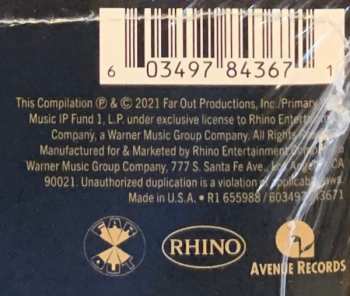 6 03497 84367 1
This Compilation Ⓟ & © 2021 Far Out Productions, Inc./Primary
Music IP Fund 1, L.P. under exclusive license to Rhino Entertainment
Company, a Warner Music Group Company. All Rights
Manufactured for & Marketed by Rhino Entertainment Company, a
Warner Music Group Company, 777 S. Santa Fe Ave., Los Angeles, CA
90021. Unauthorized duplication is a violation of applicable laws.
Made in U.S.A. • R1 655988 / 603497843671
FAR OUT
RHINO
AVENUE RECORDS